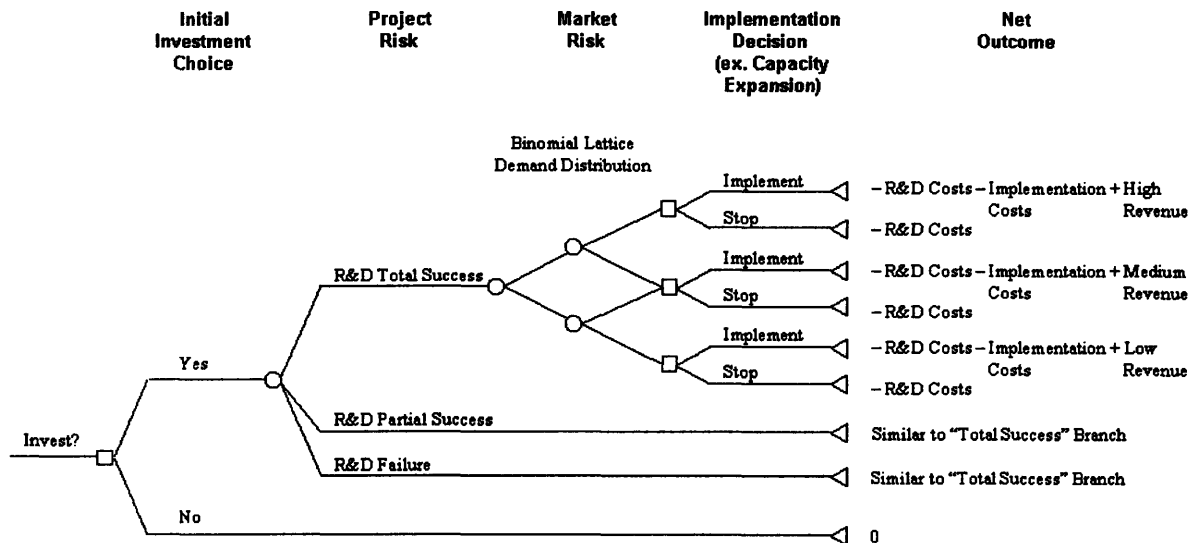 Initial
Investment
Choice
Project
Risk
Market
Risk
Implementation
Decision
(ex. Capacity
Expansion)
Net
Outcome
Binomial Lattice
Demand Distribution
Implement
– R&D Costs – Implementation + High
Costs Revenue
Stop
– R&D Costs
R&D Total Success
Implement
– R&D Costs – Implementation + Medium
Costs Revenue
Stop
– R&D Costs
Implement
– R&D Costs – Implementation + Low
Costs Revenue
Yes
Stop
– R&D Costs
R&D Partial Success
Similar to “Total Success” Branch
Invest?
R&D Failure
Similar to “Total Success” Branch
No
0